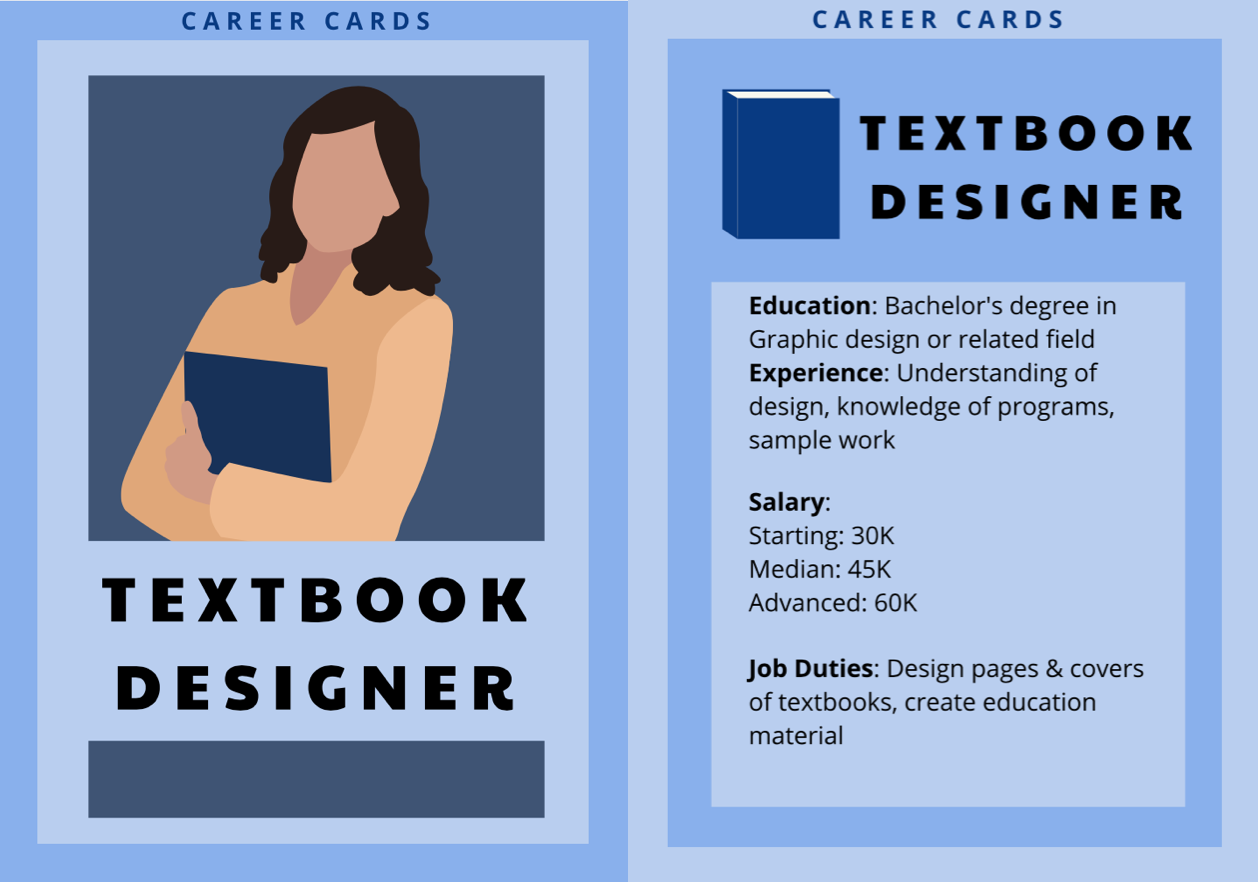 CAREER CARDS
TEXTBOOK
DESIGNER
CAREER CARDS
TEXTBOOK
DESIGNER
Education: Bachelor's degree in
Graphic design or related field
Experience: Understanding of
design, knowledge of programs,
sample work
Salary:
Starting: 30K
Median: 45K
Advanced: 60K
Job Duties: Design pages & covers
of textbooks, create education
material